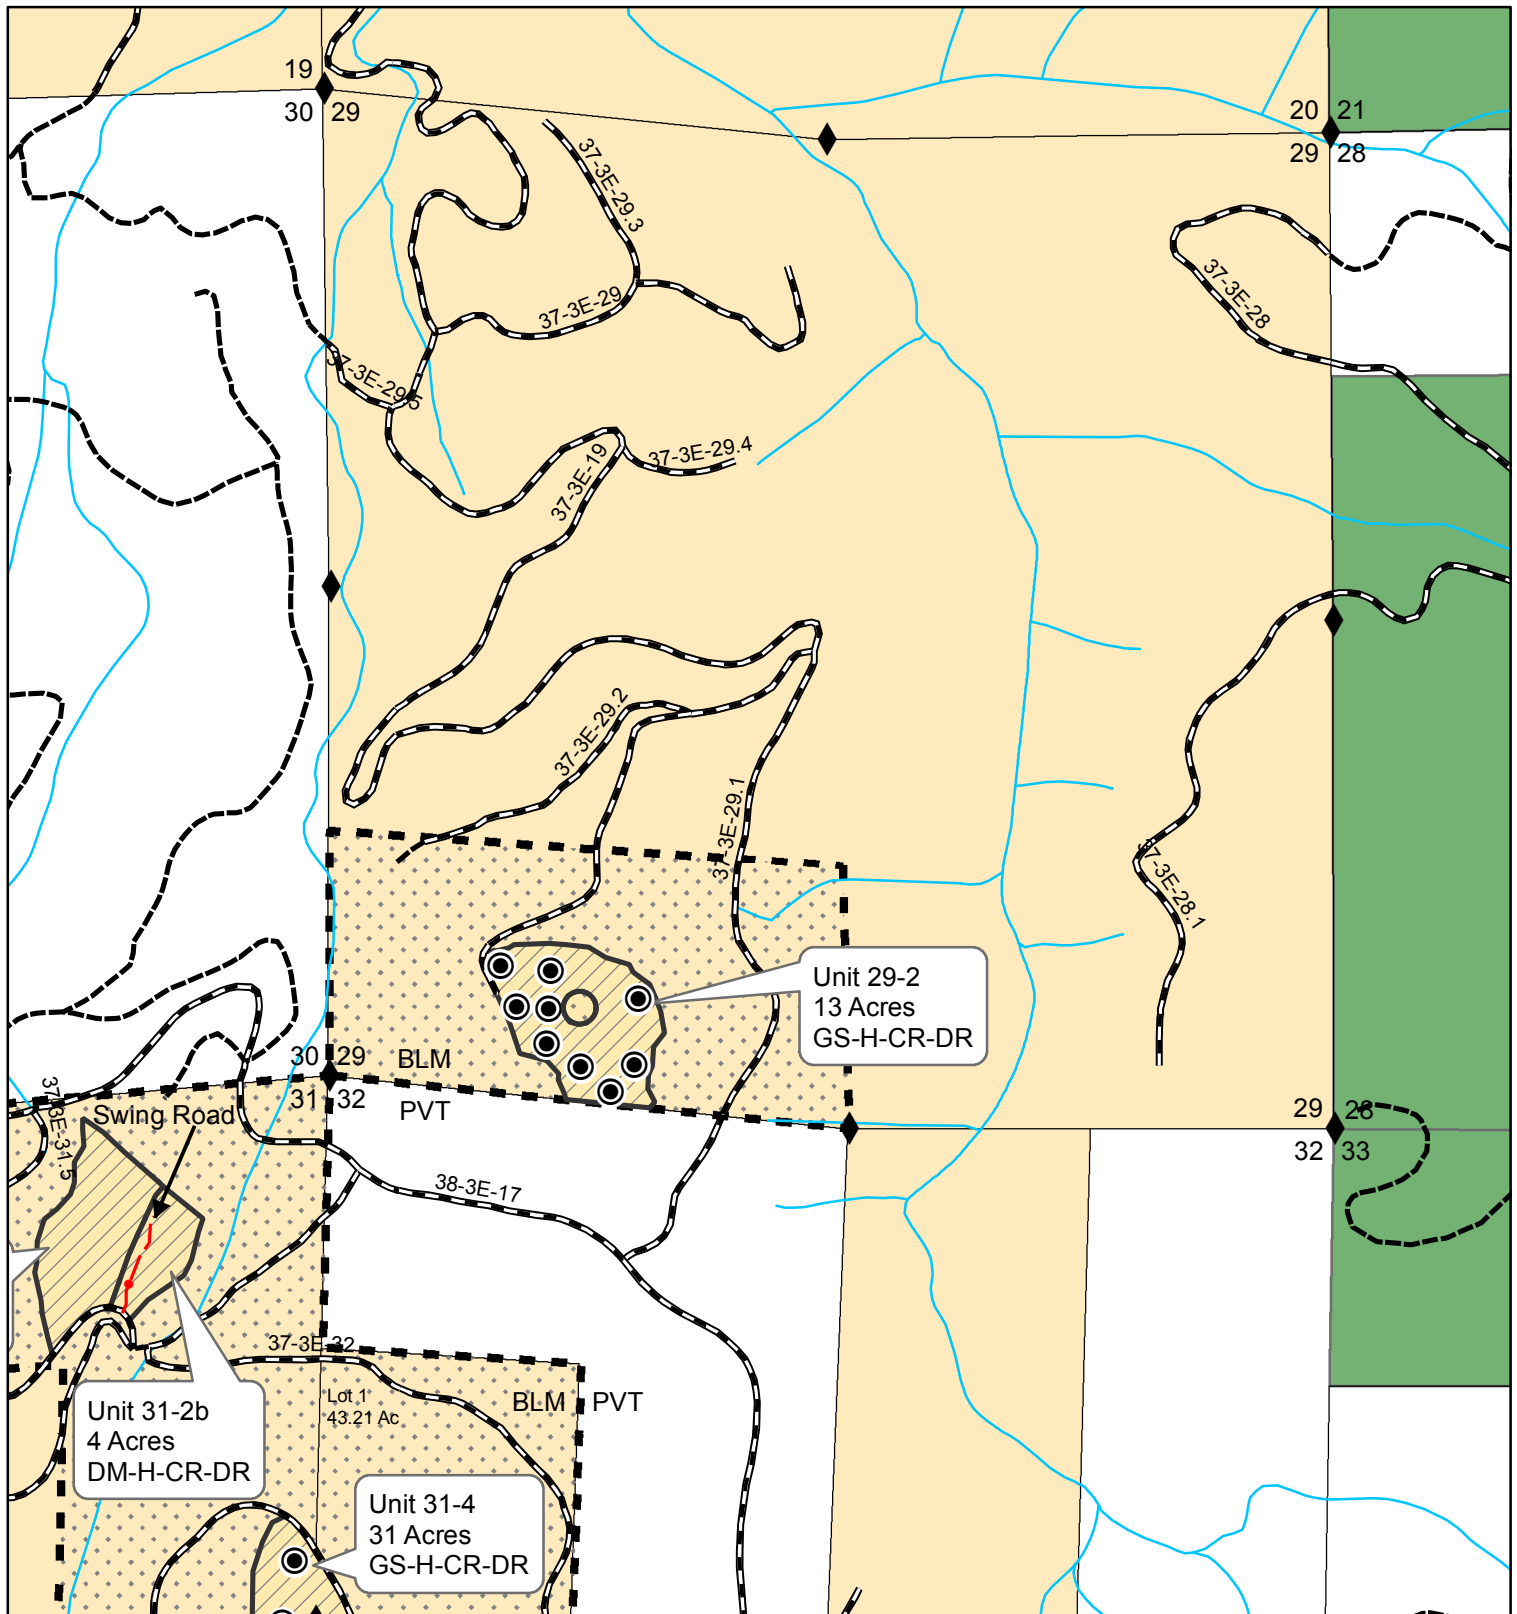 19
30 29
20 21
29 28
37-3E-29.3
37-3E-29
37-3E-28
37-3E-29.5
37-3E-19
37-3E-29.4
37-3E-29.2
37-3E-29.1
37-3E-28.1
Unit 29-2
13 Acres
GS-H-CR-DR
30 29
31 32
BLM
PVT
29 28
32 33
37-3E-31.5
Swing Road
38-3E-17
37-3E-32
Lot 1
43.21 Ac
BLM PVT
Unit 31-2b
4 Acres
DM-H-CR-DR
Unit 31-4
31 Acres
GS-H-CR-DR